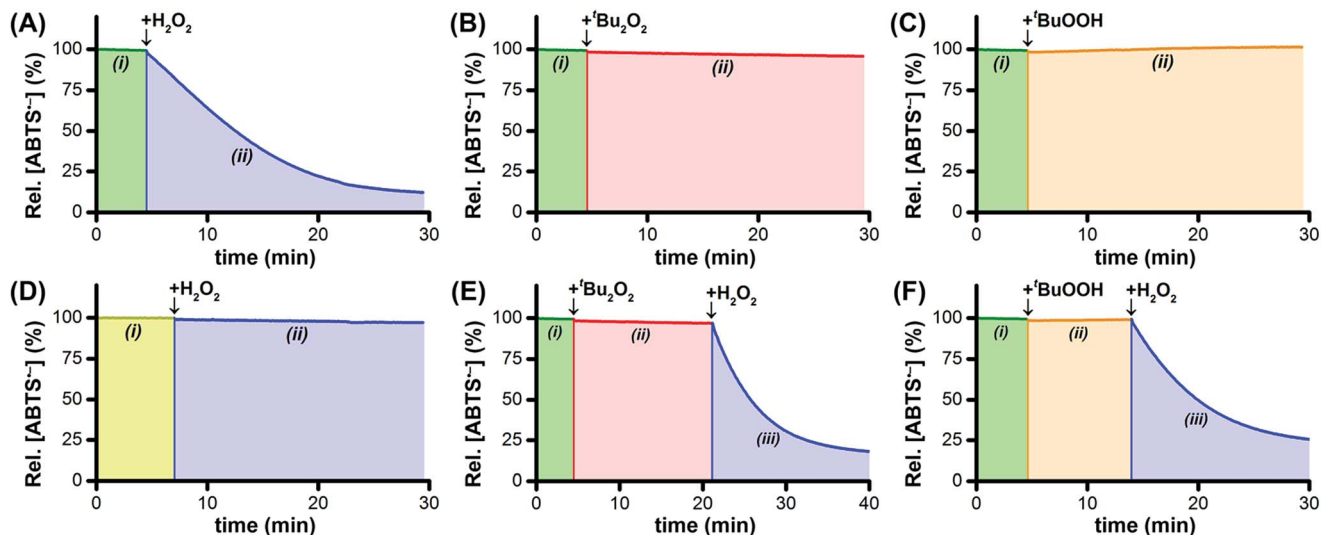 (A) +H₂O₂
Rel. [ABTS•–] (%)
100
75
50
25
0
(i)
(ii)
0 10 20 30
time (min)
(B) +ᵗBu₂O₂
Rel. [ABTS•–] (%)
100
75
50
25
0
(i)
(ii)
0 10 20 30
time (min)
(C) +ᵗBuOOH
Rel. [ABTS•–] (%)
100
75
50
25
0
(i)
(ii)
0 10 20 30
time (min)
(D) +H₂O₂
Rel. [ABTS•–] (%)
100
75
50
25
0
(i)
(ii)
0 10 20 30
time (min)
(E) +ᵗBu₂O₂ +H₂O₂
Rel. [ABTS•–] (%)
100
75
50
25
0
(i)
(ii)
(iii)
0 10 20 30 40
time (min)
(F) +ᵗBuOOH +H₂O₂
Rel. [ABTS•–] (%)
100
75
50
25
0
(i)
(ii)
(iii)
0 10 20 30
time (min)